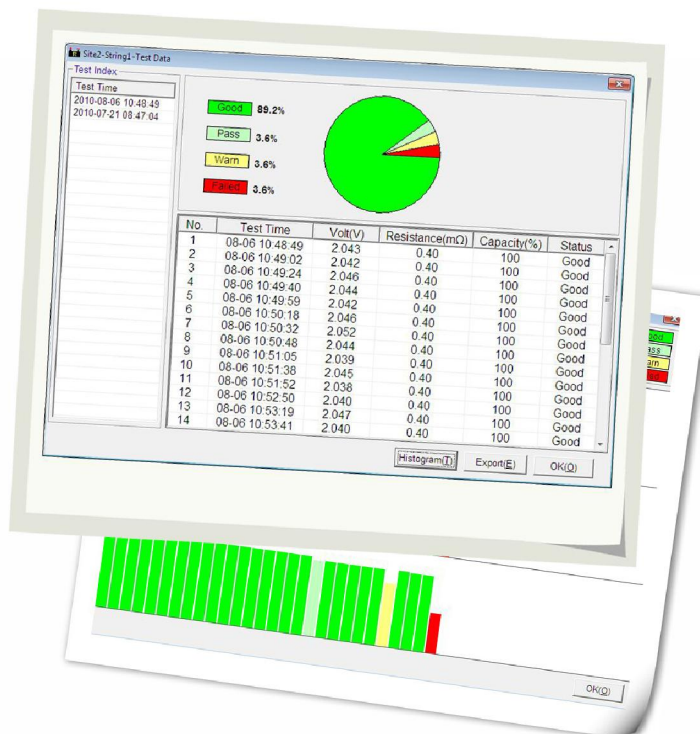 Site2-String1-Test Data
Test Index
Test Time
2010-08-06 10:48:49
2010-07-21 08:47:04
Good 89.2%
Pass 3.6%
Warn 3.6%
Failed 3.6%
No. Test Time Volt(V) Resistance(mΩ) Capacity(%) Status
1 08-06 10:48:49 2.043 0.40 100 Good
2 08-06 10:49:02 2.042 0.40 100 Good
3 08-06 10:49:24 2.046 0.40 100 Good
4 08-06 10:49:40 2.044 0.40 100 Good
5 08-06 10:49:59 2.042 0.40 100 Good
6 08-06 10:50:18 2.046 0.40 100 Good
7 08-06 10:50:32 2.052 0.40 100 Good
8 08-06 10:50:48 2.044 0.40 100 Good
9 08-06 10:51:05 2.039 0.40 100 Good
10 08-06 10:51:38 2.045 0.40 100 Good
11 08-06 10:51:52 2.038 0.40 100 Good
12 08-06 10:52:50 2.040 0.40 100 Good
13 08-06 10:53:19 2.047 0.40 100 Good
14 08-06 10:53:41 2.040 0.40 100 Good
Histogram(T) Export(E) OK(O)
OK(O)